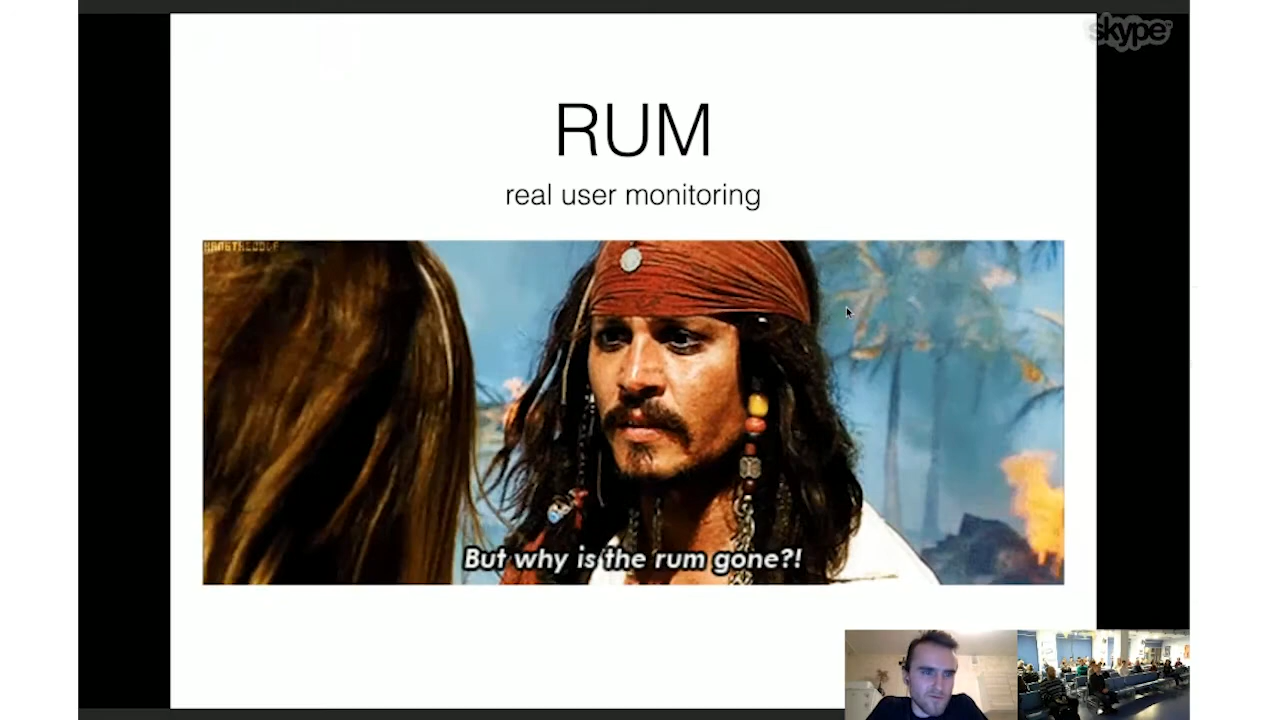 skype
RUM
real user monitoring
But why is the rum gone?!